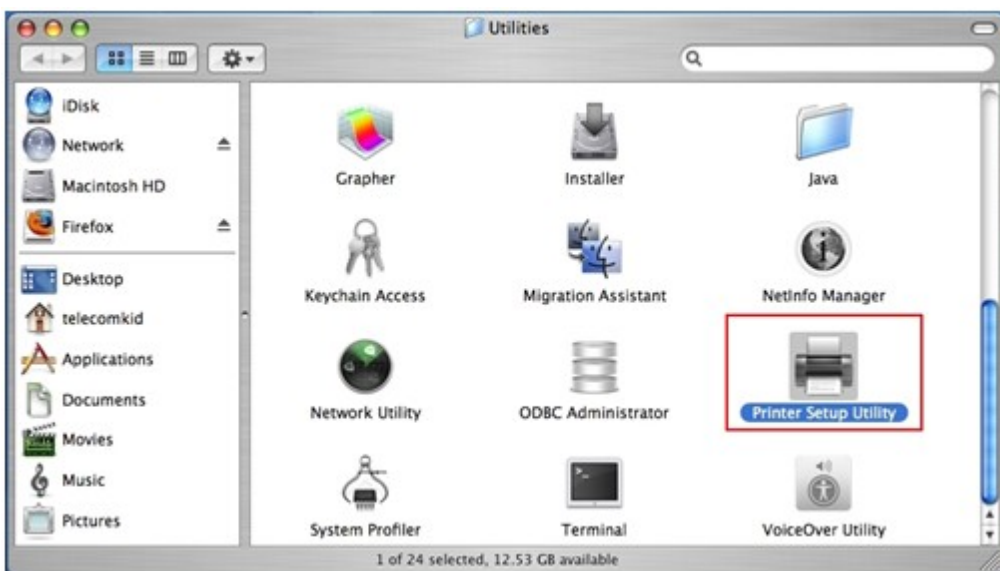 Utilities
iDisk
Network
Macintosh HD
Firefox
Desktop
telecomkid
Applications
Documents
Movies
Music
Pictures
Grapher
Installer
Java
Keychain Access
Migration Assistant
NetInfo Manager
Network Utility
ODBC Administrator
Printer Setup Utility
System Profiler
Terminal
VoiceOver Utility
1 of 24 selected, 12.53 GB available